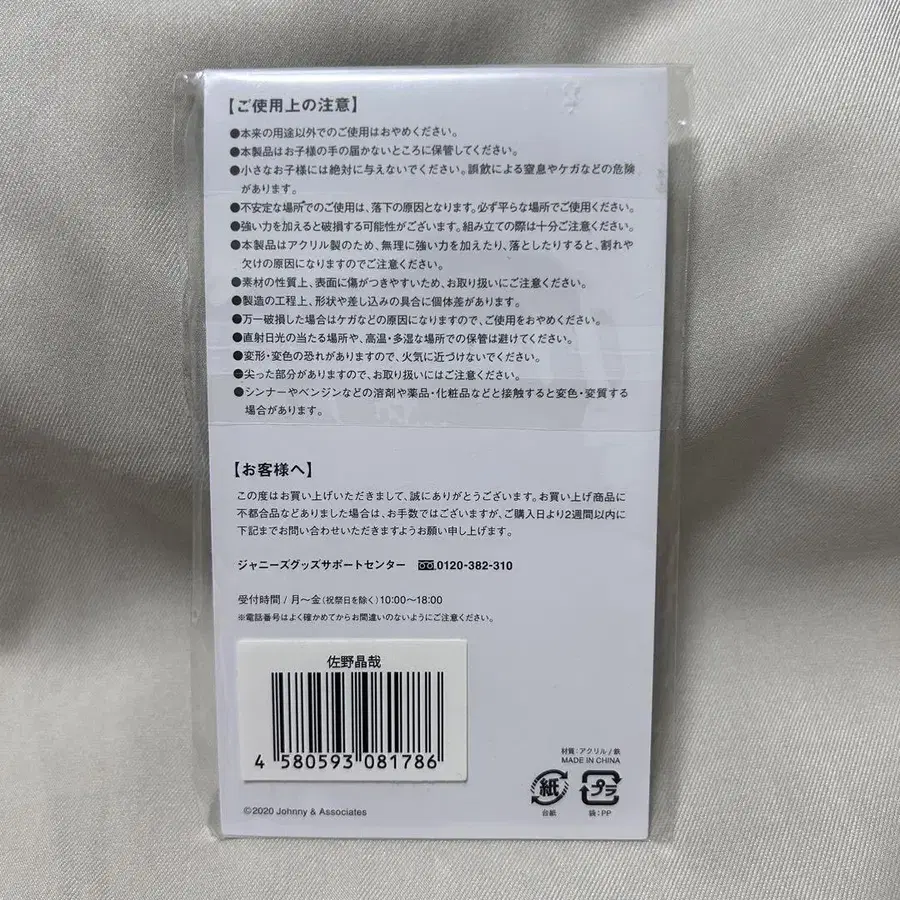 【ご使用上の注意】
●本来の用途以外でのご使用はおやめください。
●本製品はお子様の手の届かないところに保管してください。
●小さなお子様には絶対に与えないでください。誤飲による窒息やケガなどの危険
があります。
●不安定な場所でのご使用は、落下の原因となります。必ず平らな場所でご使用ください。
●強い力を加えると破損する可能性がございます。組み立ての際は十分ご注意ください。
●本製品はアクリル製のため、無理に強い力を加えたり、落としたりすると、割れや
欠けの原因になりますのでご注意ください。
●素材の性質上、表面に傷がつきやすいため、お取り扱いにご注意ください。
●製造の工程上、形状や差し込みの具合に個体差があります。
●万一破損した場合はケガなどの原因になりますので、ご使用をおやめください。
●直射日光の当たる場所や、高温・多湿な場所での保管は避けてください。
●変形・変色の恐れがありますので、火気に近づけないでください。
●尖った部分がありますので、お取り扱いにはご注意ください。
●シンナーやベンジンなどの溶剤や薬品・化粧品などと接触すると変色・変質する
場合があります。
【お客様へ】
この度はお買い上げいただきまして、誠にありがとうございます。お買い上げ商品に
不都合品などありました場合は、お手数ではございますが、ご購入日より2週間以内に
下記までお問い合わせいただきますようお願い申し上げます。
ジャニーズグッズサポートセンター 0120-382-310
受付時間 / 月〜金(祝祭日を除く)10:00〜18:00
※電話番号はよく確かめてからお間違いのないようにご注意ください。
佐野晶哉
4 580593 081786
材質:アクリル / 鉄
MADE IN CHINA
紙 プラ
台紙 袋:PP
©2020 Johnny & Associates